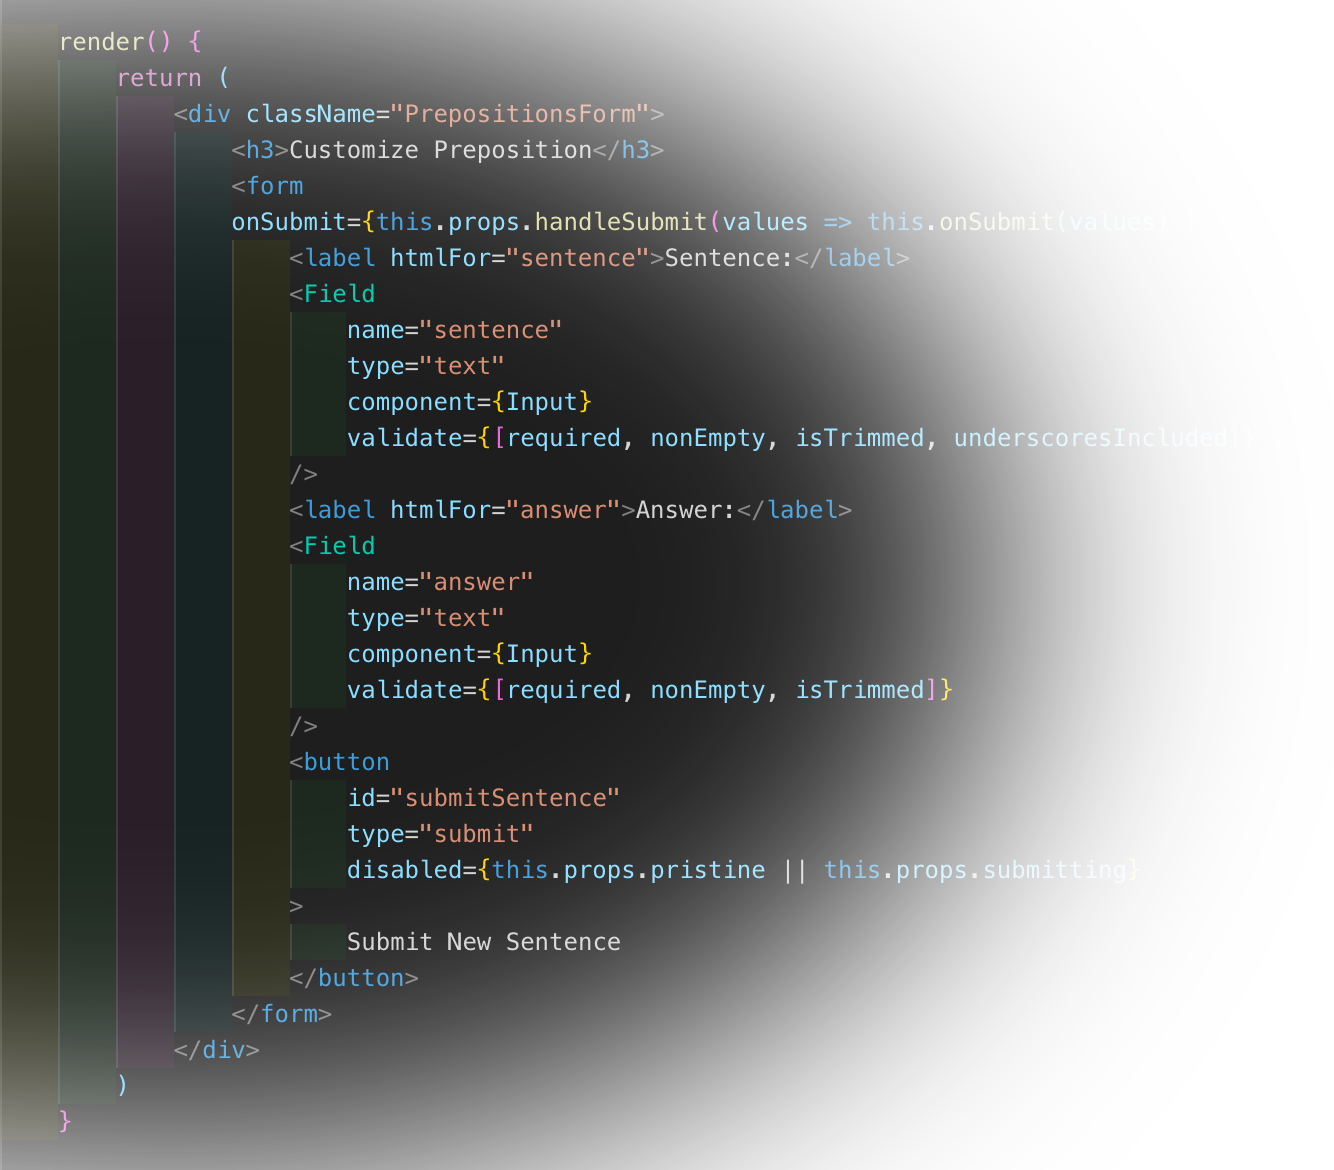 render() {
return (
<div className="PrepositionsForm">
<h3>Customize Preposition</h3>
<form
onSubmit={this.props.handleSubmit(values => this.onSubmit(values)
<label htmlFor="sentence">Sentence:</label>
<Field
name="sentence"
type="text"
component={Input}
validate={[required, nonEmpty, isTrimmed, underscoresIncluded]}
/>
<label htmlFor="answer">Answer:</label>
<Field
name="answer"
type="text"
component={Input}
validate={[required, nonEmpty, isTrimmed]}
/>
<button
id="submitSentence"
type="submit"
disabled={this.props.pristine || this.props.submitting}
>
Submit New Sentence
</button>
</form>
</div>
)
}